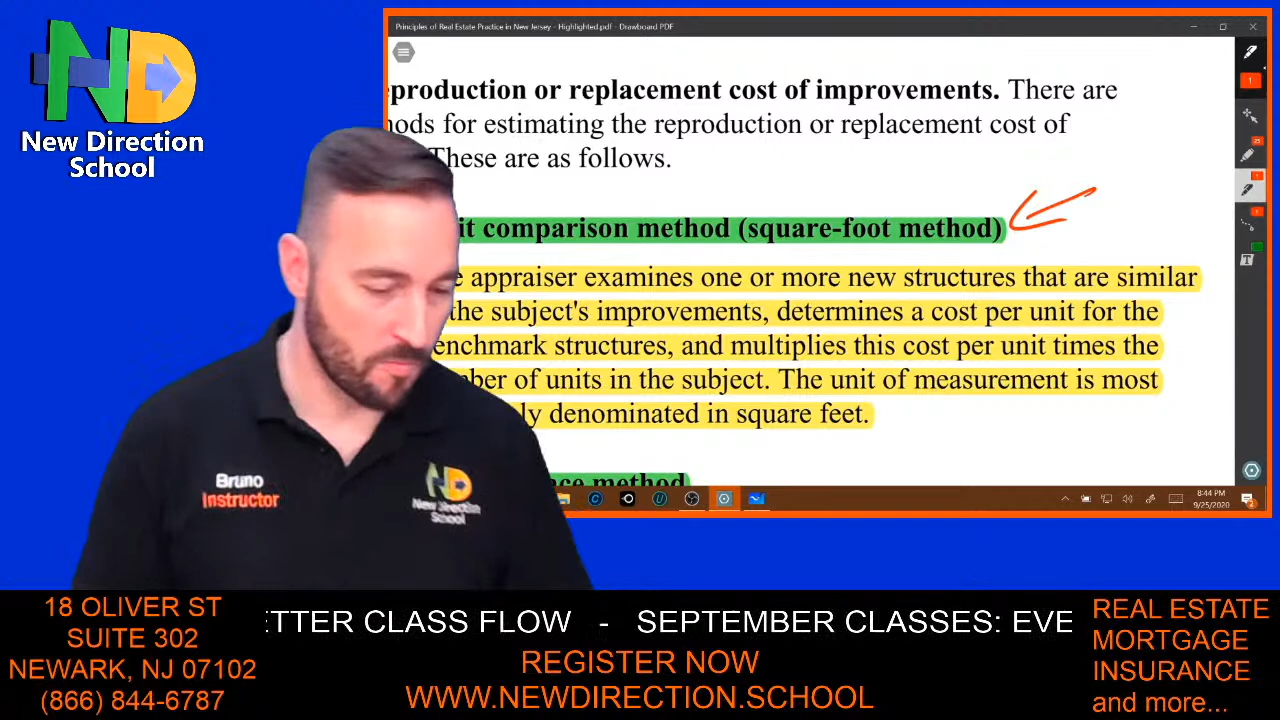 New Direction
School
Principles of Real Estate Practice in New Jersey - Highlighted.pdf - Drawboard PDF
production or replacement cost of improvements. There are
for estimating the reproduction or replacement cost of
These are as follows.
comparison method (square-foot method)
appraiser examines one or more new structures that are similar
the subject's improvements, determines a cost per unit for the
structures, and multiplies this cost per unit times the
of units in the subject. The unit of measurement is most
denominated in square feet.
method
8:44 PM
9/25/2020
Bruno
Instructor
ND
New Direction
School
18 OLIVER ST
SUITE 302
NEWARK, NJ 07102
(866) 844-6787
ETTER CLASS FLOW - SEPTEMBER CLASSES: EVE
REGISTER NOW
WWW.NEWDIRECTION.SCHOOL
REAL ESTATE
MORTGAGE
INSURANCE
and more...